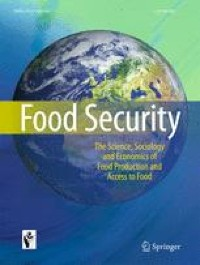 Food Security
The Science, Sociology
and Economics of
Food Production and
Access to Food
Springer